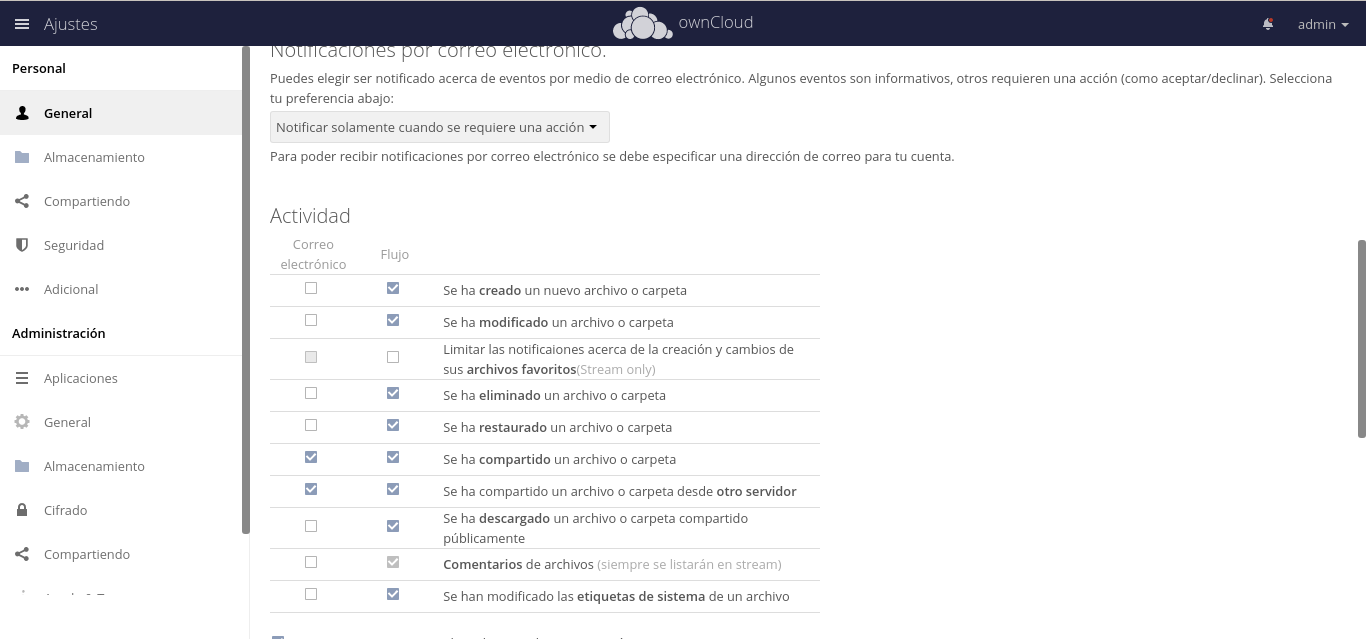 Ajustes
ownCloud
admin
Personal
General
Almacenamiento
Compartiendo
Seguridad
Adicional
Administración
Aplicaciones
General
Almacenamiento
Cifrado
Compartiendo
Notificaciones por correo electrónico.
Puedes elegir ser notificado acerca de eventos por medio de correo electrónico. Algunos eventos son informativos, otros requieren una acción (como aceptar/declinar). Selecciona
tu preferencia abajo:
Notificar solamente cuando se requiere una acción
Para poder recibir notificaciones por correo electrónico se debe especificar una dirección de correo para tu cuenta.
Actividad
Correo
electrónico
Flujo
Se ha creado un nuevo archivo o carpeta
Se ha modificado un archivo o carpeta
Limitar las notificaiones acerca de la creación y cambios de
sus archivos favoritos(Stream only)
Se ha eliminado un archivo o carpeta
Se ha restaurado un archivo o carpeta
Se ha compartido un archivo o carpeta
Se ha compartido un archivo o carpeta desde otro servidor
Se ha descargado un archivo o carpeta compartido
públicamente
Comentarios de archivos (siempre se listarán en stream)
Se han modificado las etiquetas de sistema de un archivo